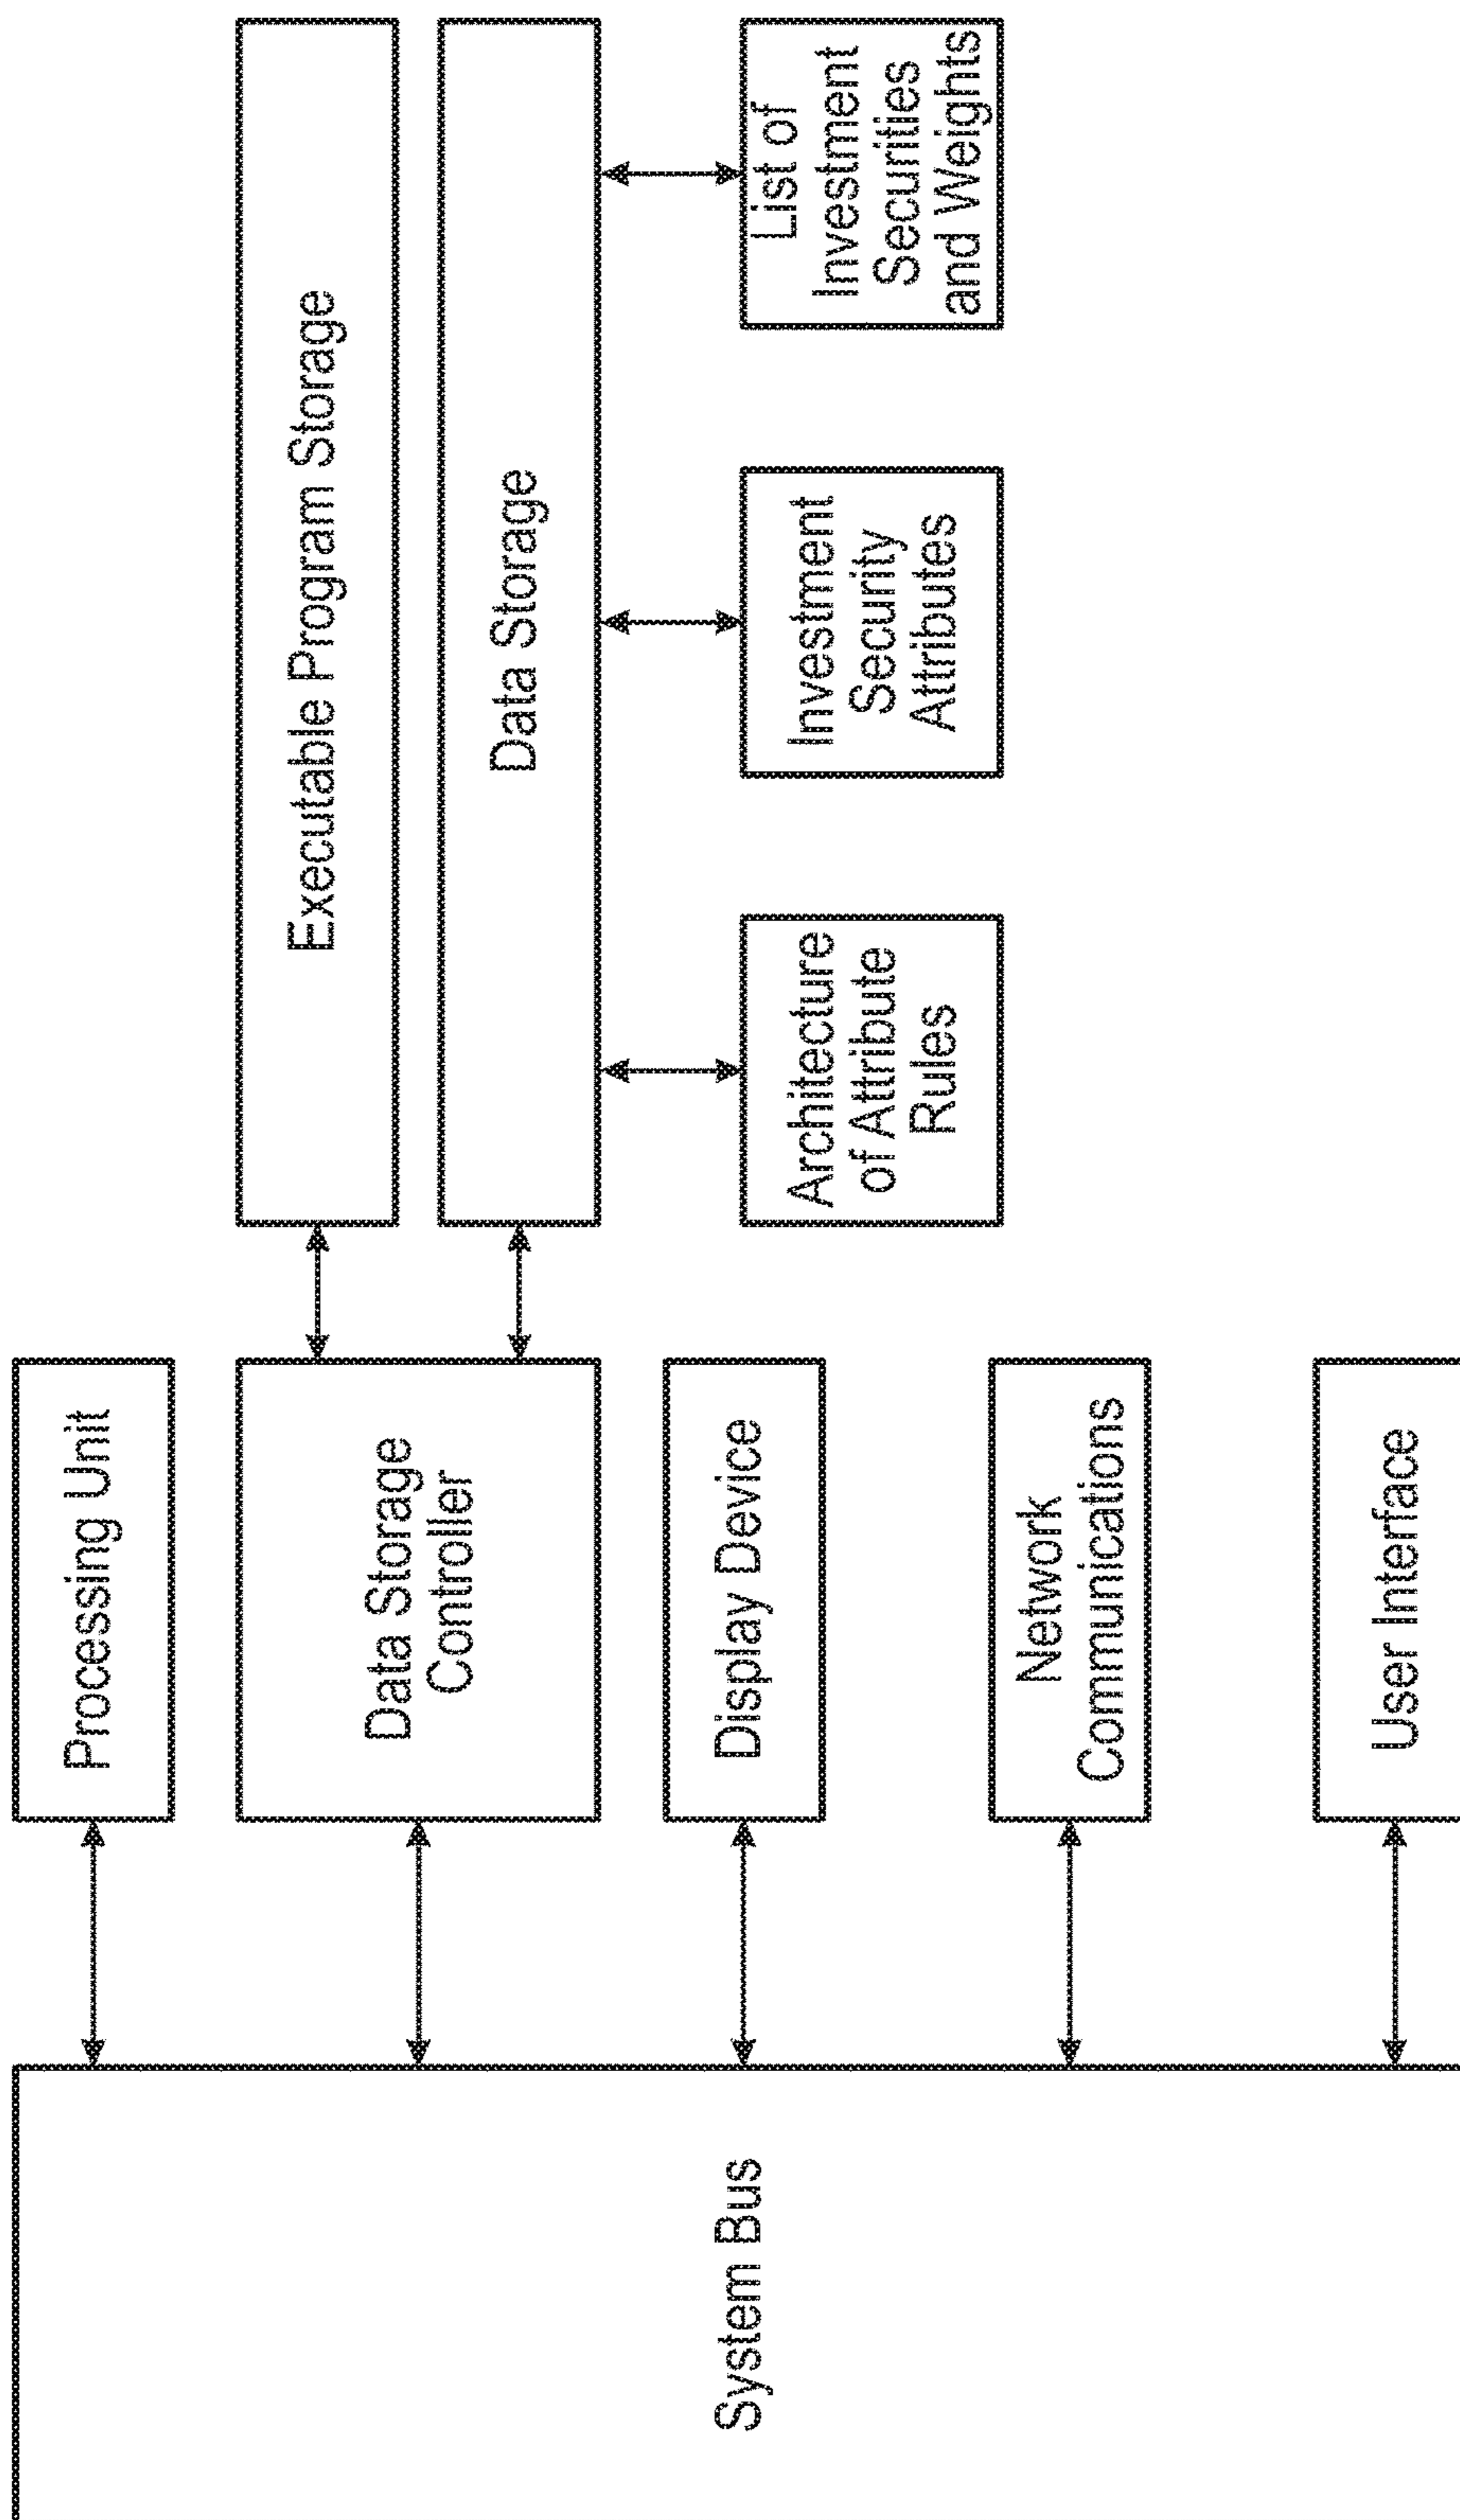 System Bus
Processing Unit
Data Storage
Controller
Display Device
Network
Communications
User Interface
Executable Program Storage
Data Storage
Architecture
of Attribute
Rules
Investment
Security
Attributes
List of
Investment
Securities
and Weights